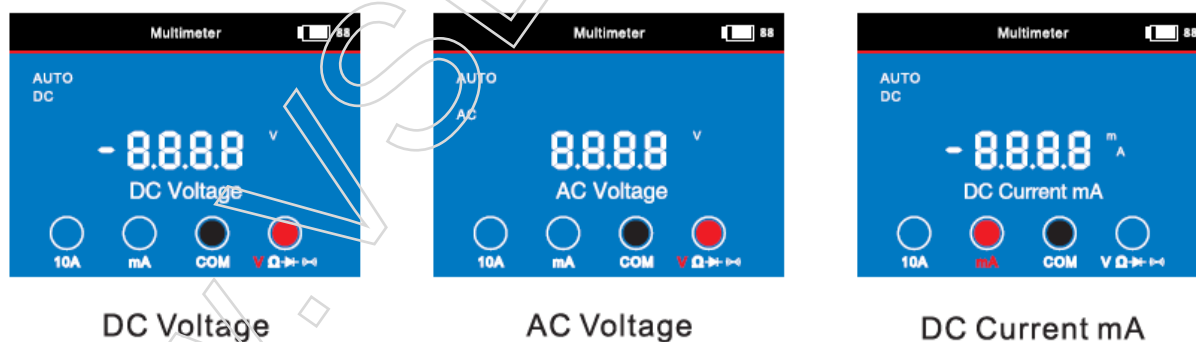 Multimeter 88
AUTO
DC
- 8.8.8.8 V
DC Voltage
10A mA COM V Ω
DC Voltage
Multimeter 88
AUTO
AC
8.8.8.8 V
AC Voltage
10A mA COM V Ω
AC Voltage
Multimeter 88
AUTO
DC
- 8.8.8.8 m A
DC Current mA
10A mA COM V Ω
DC Current mA